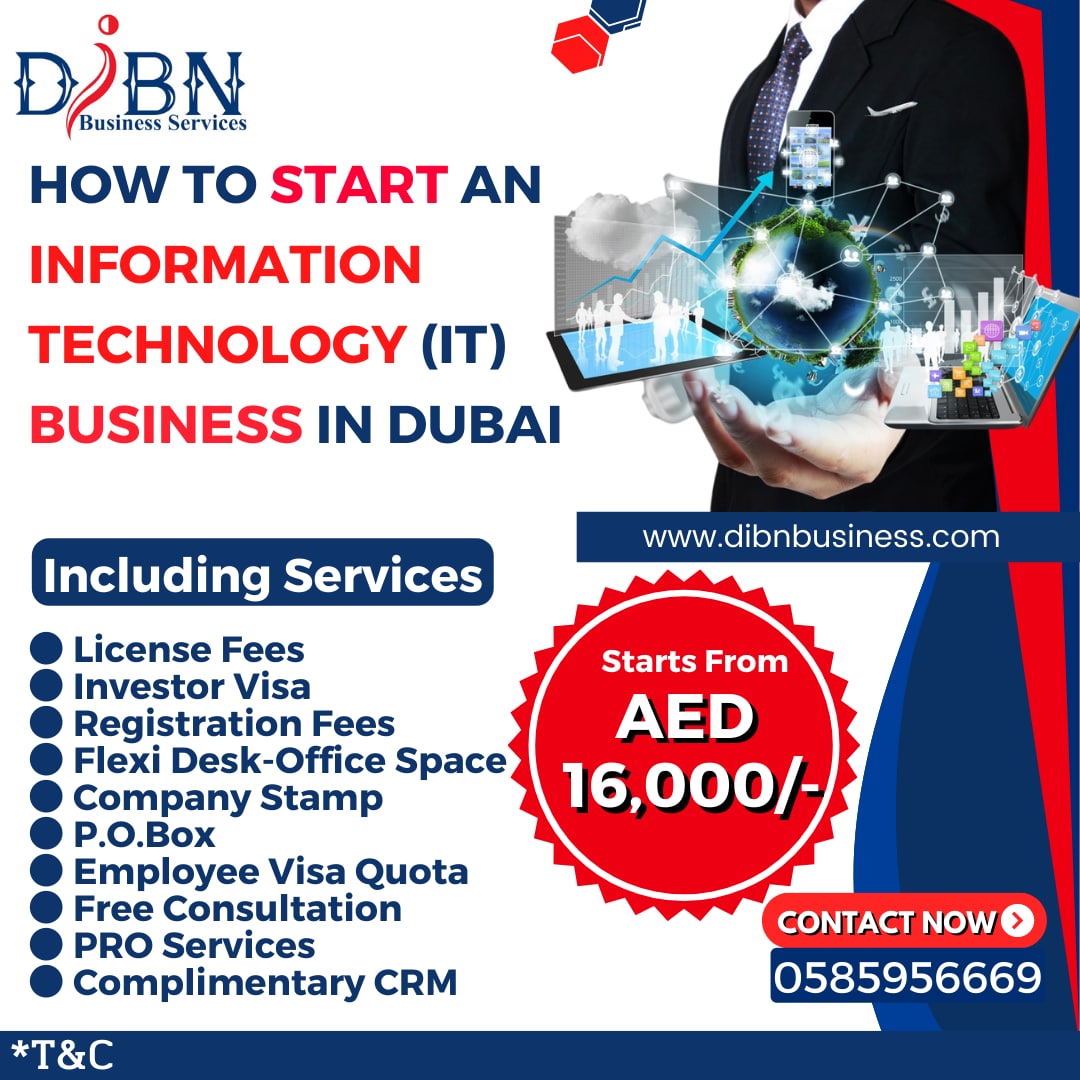 DiBN
Business Services
HOW TO START AN
INFORMATION
TECHNOLOGY (IT)
BUSINESS IN DUBAI
www.dibnbusiness.com
Including Services
License Fees
Investor Visa
Registration Fees
Flexi Desk-Office Space
Company Stamp
P.O.Box
Employee Visa Quota
Free Consultation
PRO Services
Complimentary CRM
Starts From
AED
16,000/-
CONTACT NOW
0585956669
*T&C